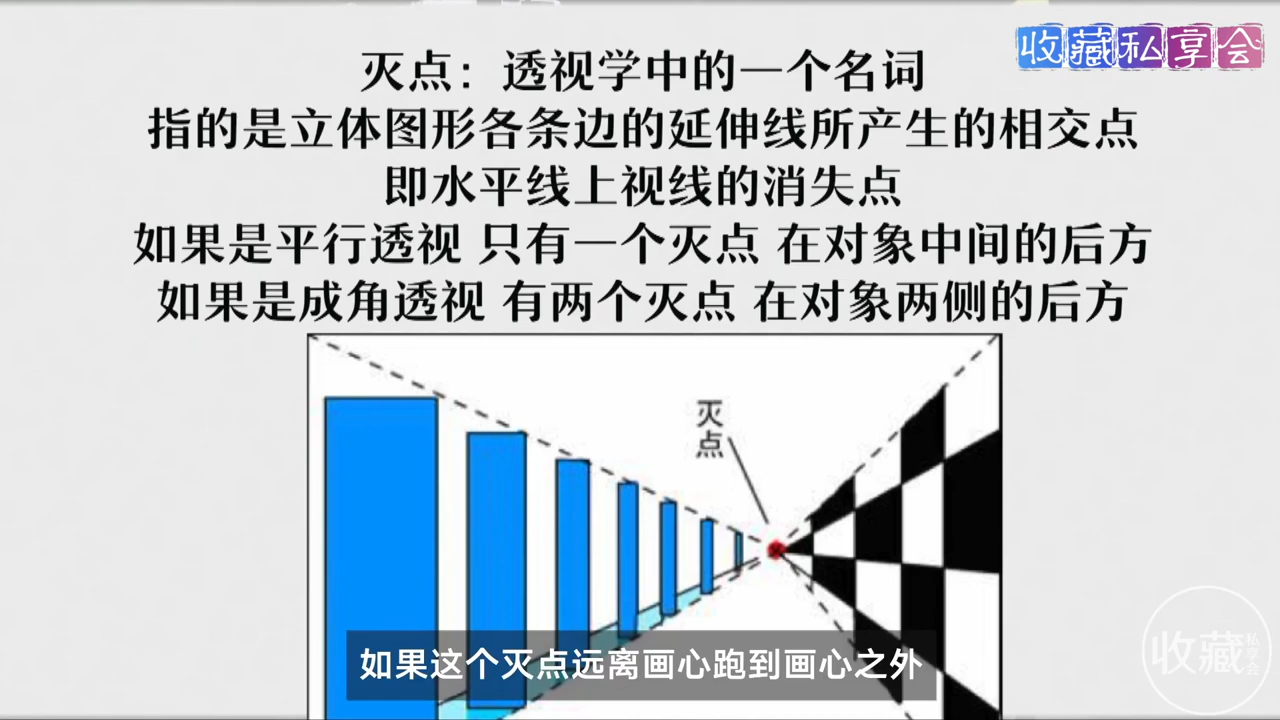 收藏私享会
灭点：透视学中的一个名词
指的是立体图形各条边的延伸线所产生的相交点
即水平线上视线的消失点
如果是平行透视 只有一个灭点 在对象中间的后方
如果是成角透视 有两个灭点 在对象两侧的后方
灭点
如果这个灭点远离画心跑到画心之外
收藏私享会